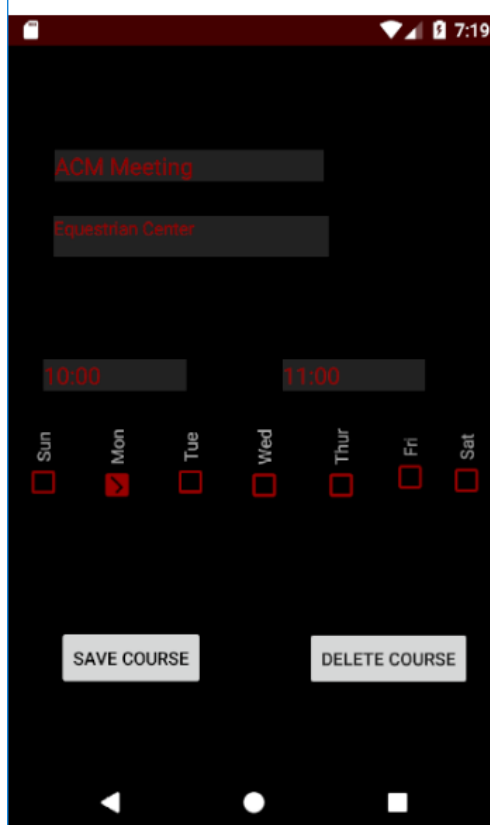 7:19
ACM Meeting
Equestrian Center
10:00 11:00
Sun Mon Tue Wed Thur Fri Sat
SAVE COURSE DELETE COURSE